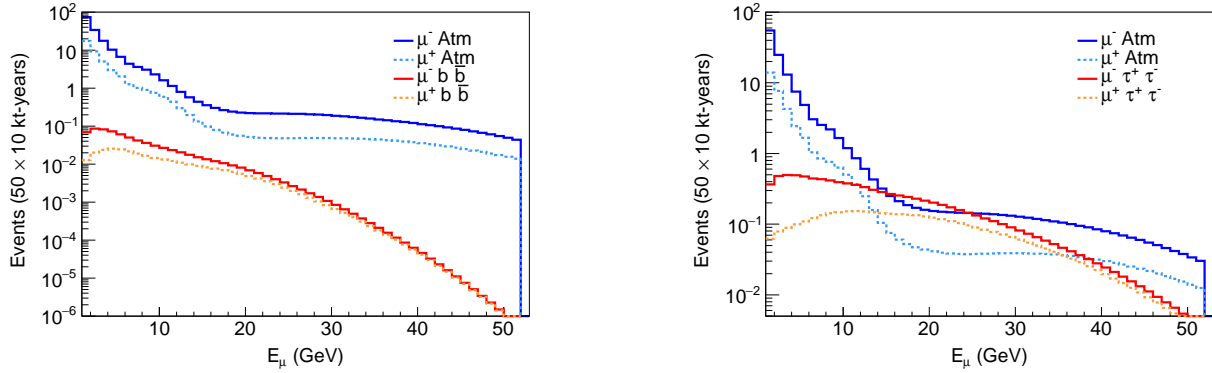 Events (50 × 10 kt-years)
10²
10
1
10⁻¹
10⁻²
10⁻³
10⁻⁴
10⁻⁵
10⁻⁶
μ⁻ Atm
μ⁺ Atm
μ⁻ b b̅
μ⁺ b b̅
10 20 30 40 50
E_μ (GeV)
Events (50 × 10 kt-years)
10²
10
1
10⁻¹
10⁻²
μ⁻ Atm
μ⁺ Atm
μ⁻ τ⁺ τ⁻
μ⁺ τ⁺ τ⁻
10 20 30 40 50
E_μ (GeV)